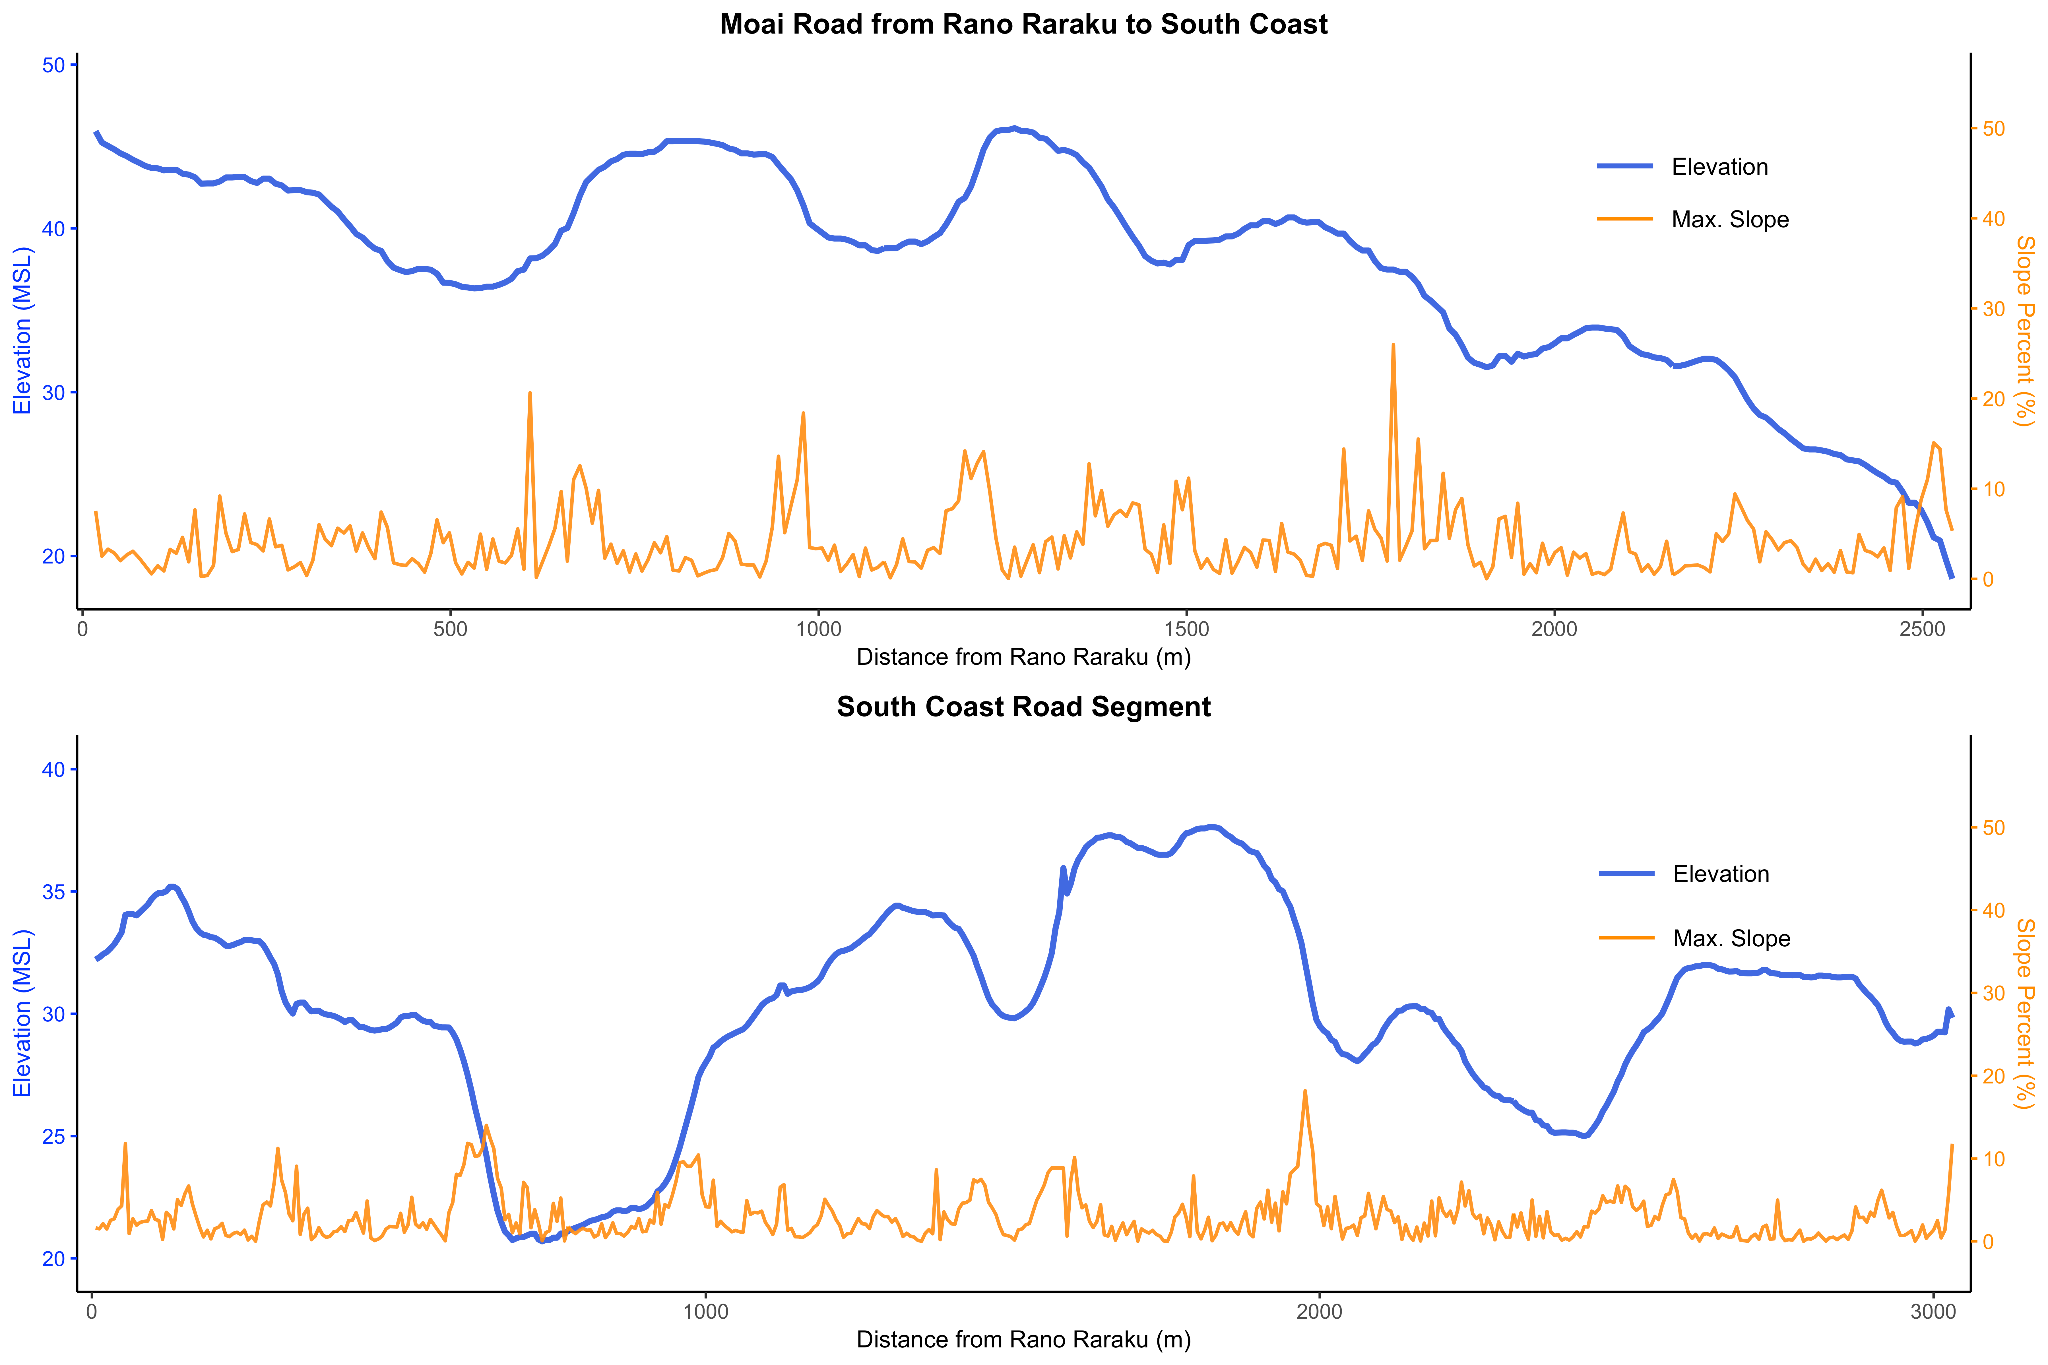 Moai Road from Rano Raraku to South Coast
50
40
30
20
Elevation (MSL)
50
40
30
20
10
0
Slope Percent (%)
Elevation
Max. Slope
0 500 1000 1500 2000 2500
Distance from Rano Raraku (m)
South Coast Road Segment
40
35
30
25
20
Elevation (MSL)
50
40
30
20
10
0
Slope Percent (%)
Elevation
Max. Slope
0 1000 2000 3000
Distance from Rano Raraku (m)